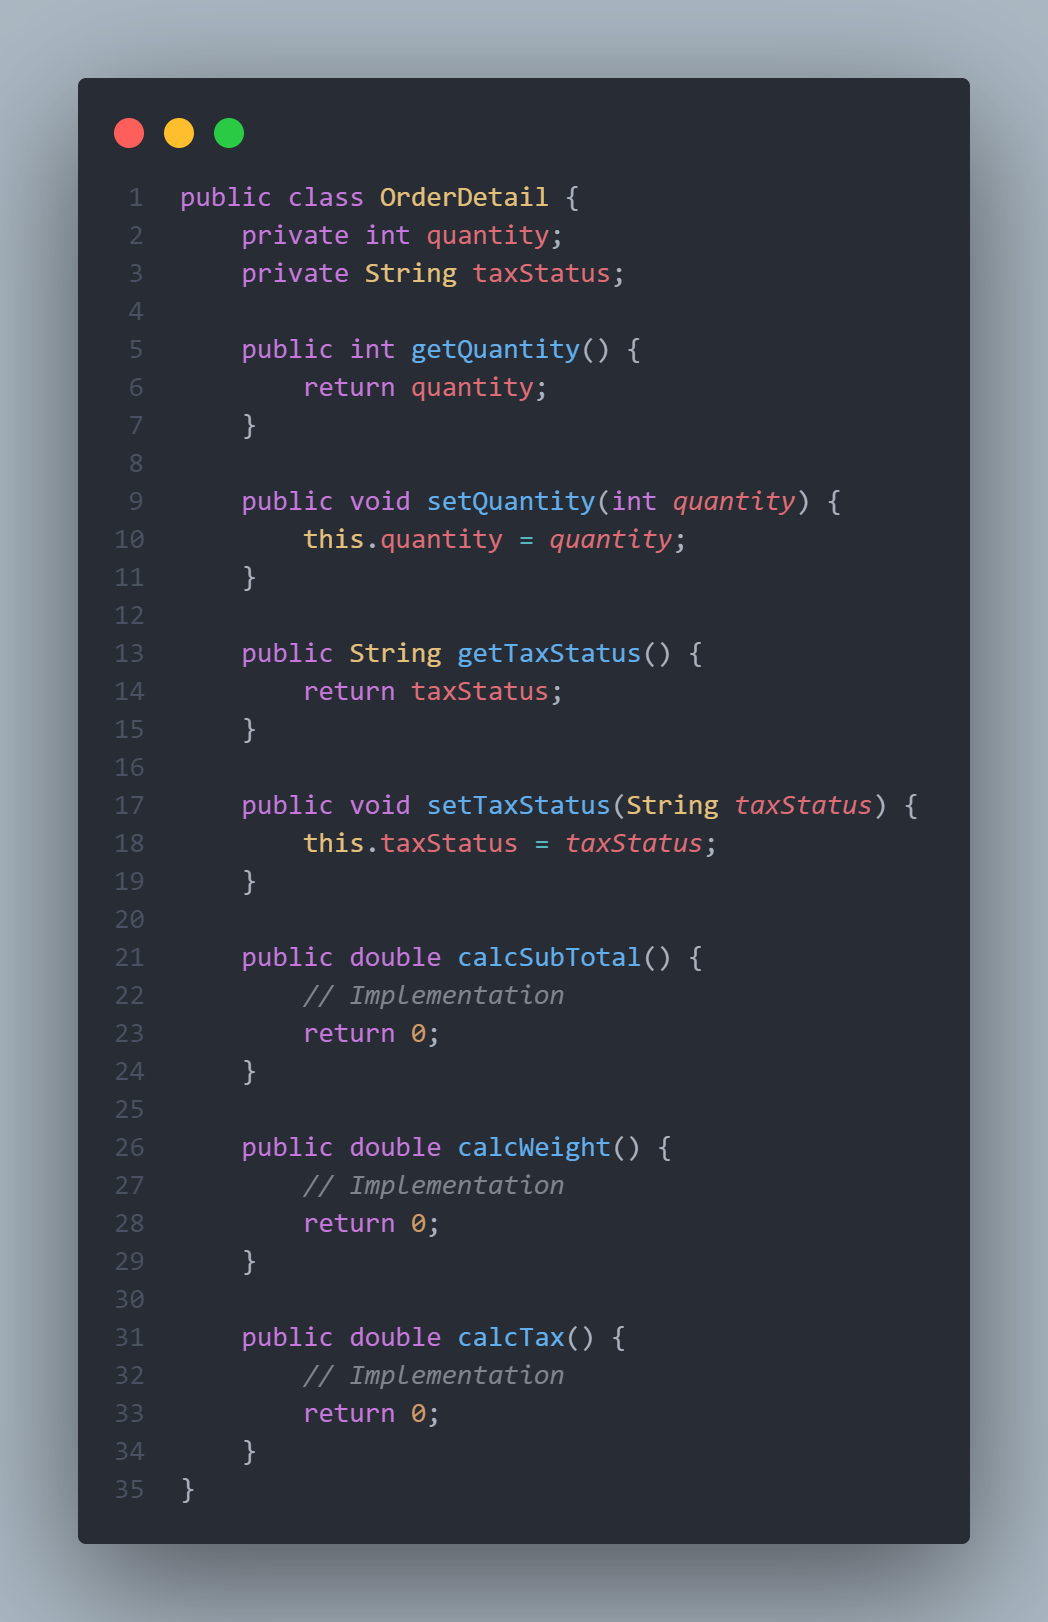 1 public class OrderDetail {
2     private int quantity;
3     private String taxStatus;
4
5     public int getQuantity() {
6         return quantity;
7     }
8
9     public void setQuantity(int quantity) {
10         this.quantity = quantity;
11     }
12
13     public String getTaxStatus() {
14         return taxStatus;
15     }
16
17     public void setTaxStatus(String taxStatus) {
18         this.taxStatus = taxStatus;
19     }
20
21     public double calcSubTotal() {
22         // Implementation
23         return 0;
24     }
25
26     public double calcWeight() {
27         // Implementation
28         return 0;
29     }
30
31     public double calcTax() {
32         // Implementation
33         return 0;
34     }
35 }